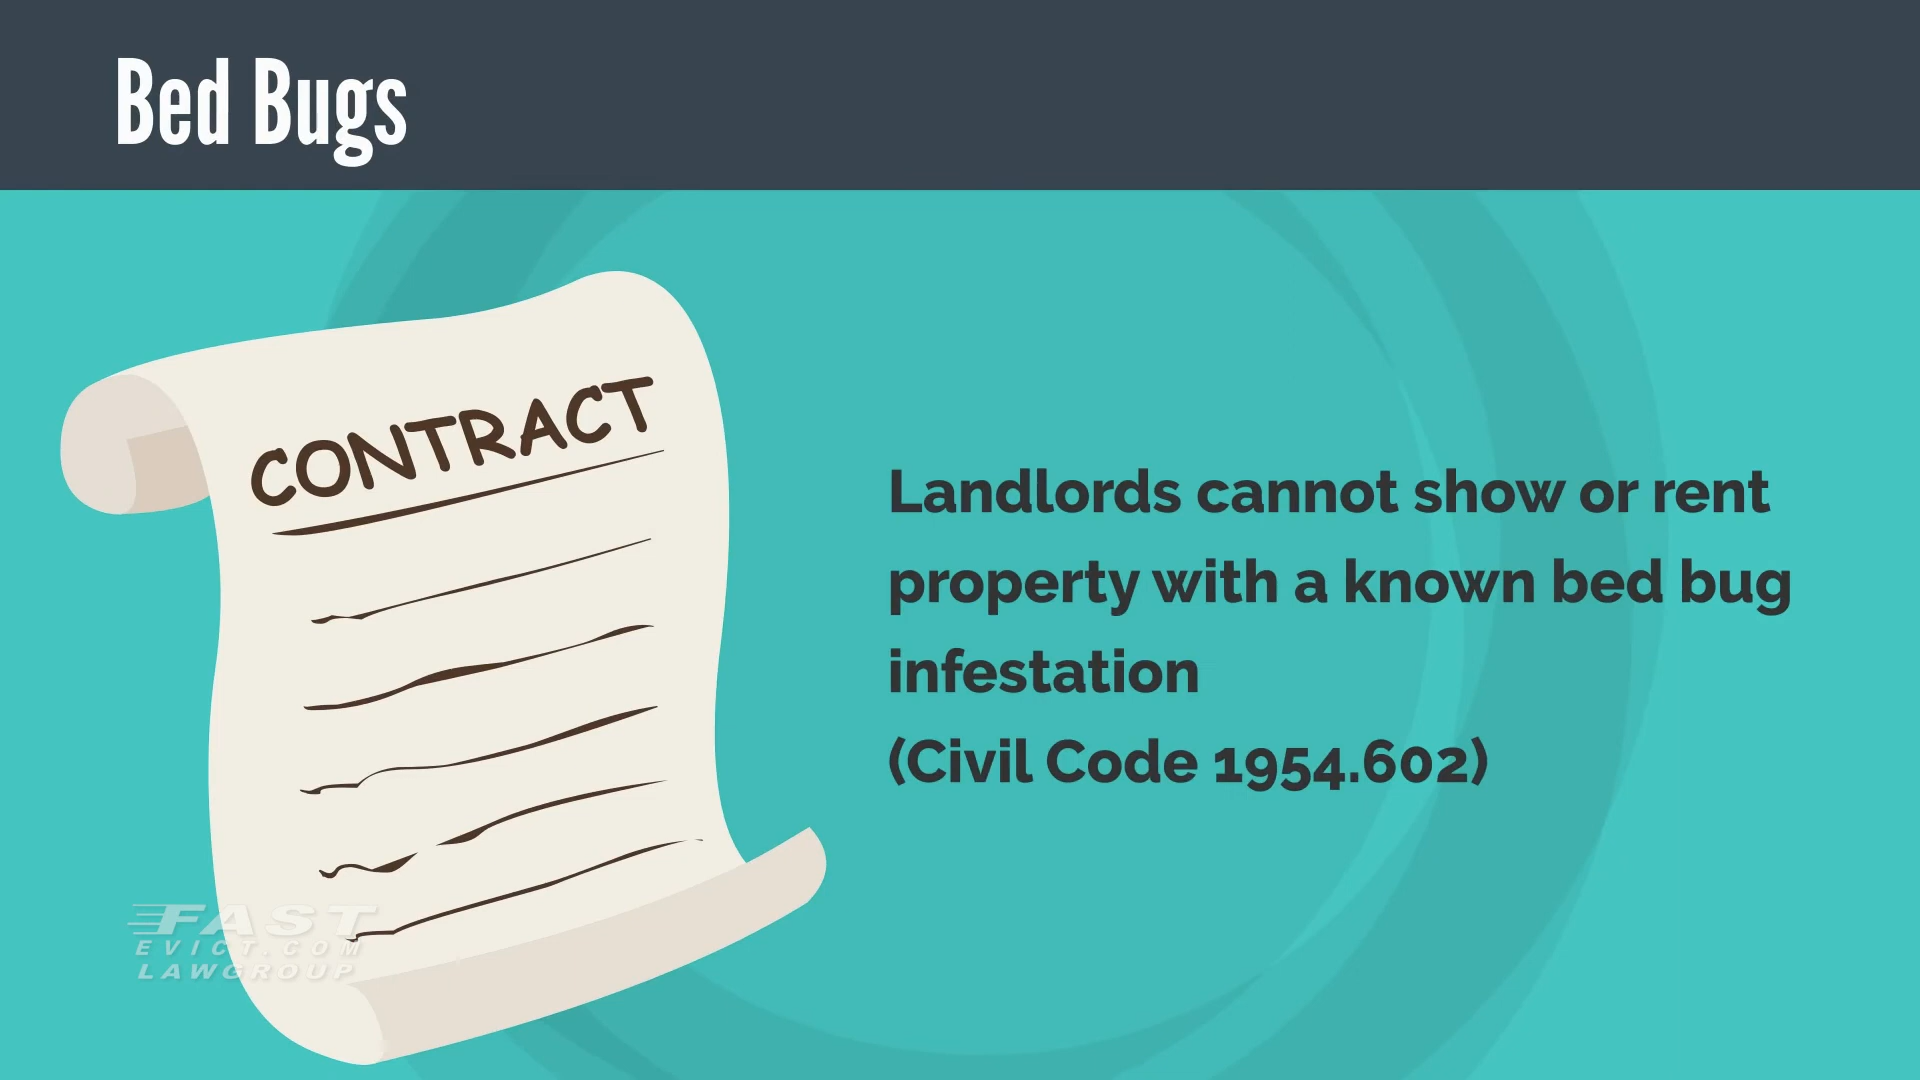 Bed Bugs
CONTRACT
Landlords cannot show or rent
property with a known bed bug
infestation
(Civil Code 1954.602)
FAST
EVICT.COM
LAWGROUP